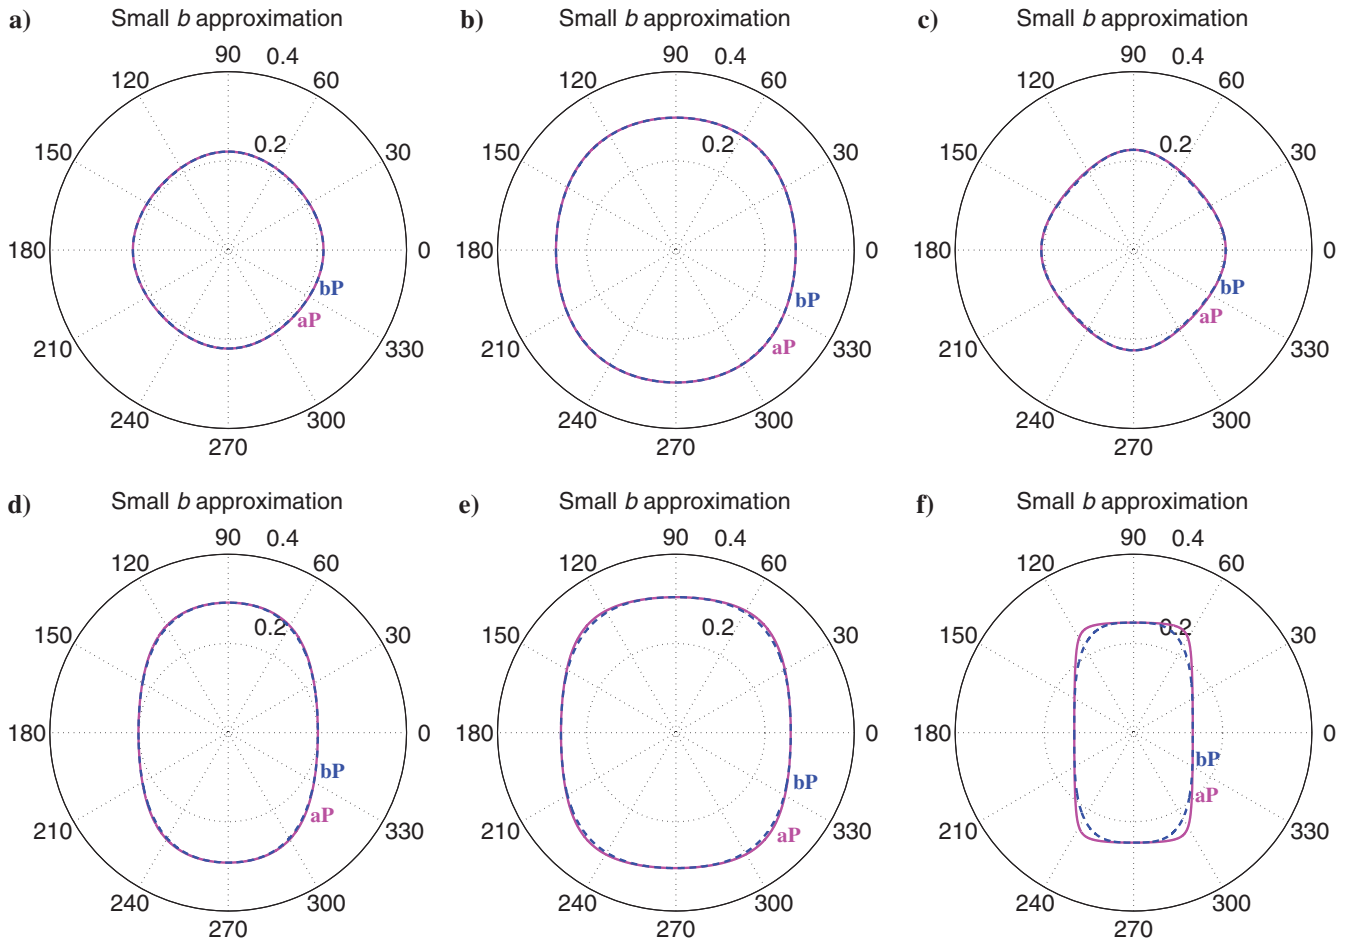 a) Small b approximation
90 0.4
120 60
150 0.2 30
180 0
bP
aP
210 330
240 300
270
b) Small b approximation
90 0.4
120 60
150 0.2 30
180 0
bP
aP
210 330
240 300
270
c) Small b approximation
90 0.4
120 60
150 0.2 30
180 0
bP
aP
210 330
240 300
270
d) Small b approximation
90 0.4
120 60
150 0.2 30
180 0
bP
aP
210 330
240 300
270
e) Small b approximation
90 0.4
120 60
150 0.2 30
180 0
bP
aP
210 330
240 300
270
f) Small b approximation
90 0.4
120 60
150 0.2 30
180 0
bP
aP
210 330
240 300
270